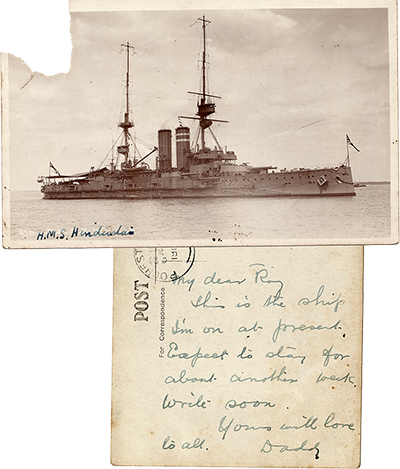 H.M.S. Hindustan
POST
For Correspondence
My dear Roy
This is the ship
I'm on at present.
Expect to stay for
about another week.
Write soon.
Yours with love
to all. Daddy